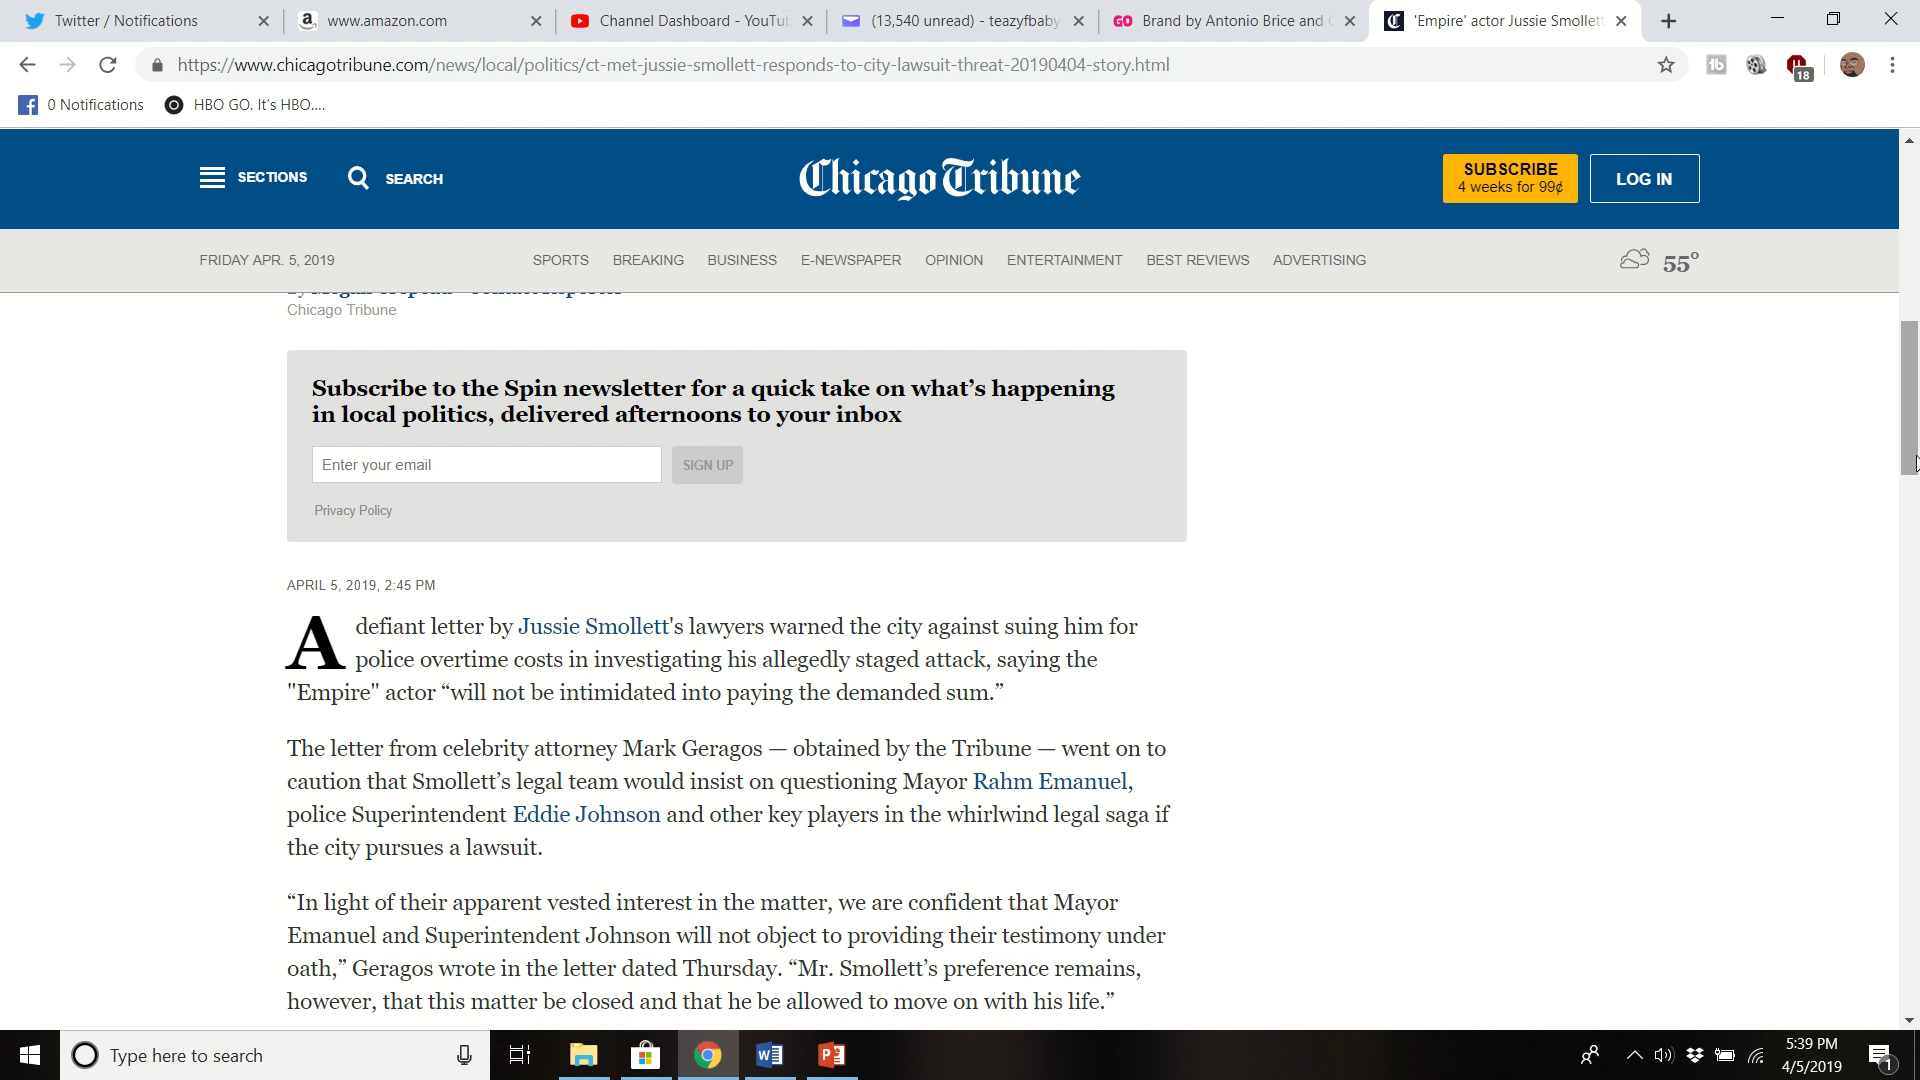 Twitter / Notifications
www.amazon.com
Channel Dashboard - YouTu
(13,540 unread) - teazyfbaby
GO Brand by Antonio Brice and
'Empire' actor Jussie Smollett
https://www.chicagotribune.com/news/local/politics/ct-met-jussie-smollett-responds-to-city-lawsuit-threat-20190404-story.html
18
0 Notifications
HBO GO. It's HBO....
SECTIONS
SEARCH
Chicago Tribune
SUBSCRIBE
4 weeks for 99¢
LOG IN
FRIDAY APR. 5, 2019
SPORTS BREAKING BUSINESS E-NEWSPAPER OPINION ENTERTAINMENT BEST REVIEWS ADVERTISING
55°
Chicago Tribune
Subscribe to the Spin newsletter for a quick take on what's happening
in local politics, delivered afternoons to your inbox
Enter your email
SIGN UP
Privacy Policy
APRIL 5, 2019, 2:45 PM
A defiant letter by Jussie Smollett's lawyers warned the city against suing him for
police overtime costs in investigating his allegedly staged attack, saying the
"Empire" actor “will not be intimidated into paying the demanded sum.”
The letter from celebrity attorney Mark Geragos — obtained by the Tribune — went on to
caution that Smollett’s legal team would insist on questioning Mayor Rahm Emanuel,
police Superintendent Eddie Johnson and other key players in the whirlwind legal saga if
the city pursues a lawsuit.
“In light of their apparent vested interest in the matter, we are confident that Mayor
Emanuel and Superintendent Johnson will not object to providing their testimony under
oath,” Geragos wrote in the letter dated Thursday. “Mr. Smollett’s preference remains,
however, that this matter be closed and that he be allowed to move on with his life.”
Type here to search
5:39 PM
4/5/2019
1